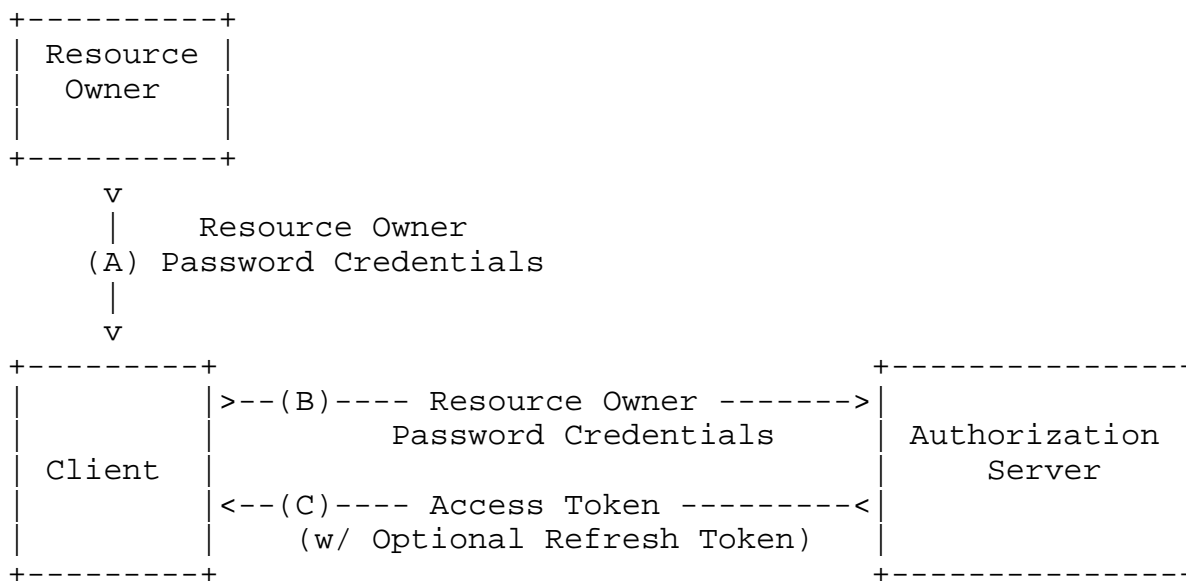 Resource
Owner
v
Resource Owner
(A) Password Credentials
v
>--(B)---- Resource Owner ------->
Password Credentials
Authorization
Client
Server
<--(C)---- Access Token ---------<
(w/ Optional Refresh Token)